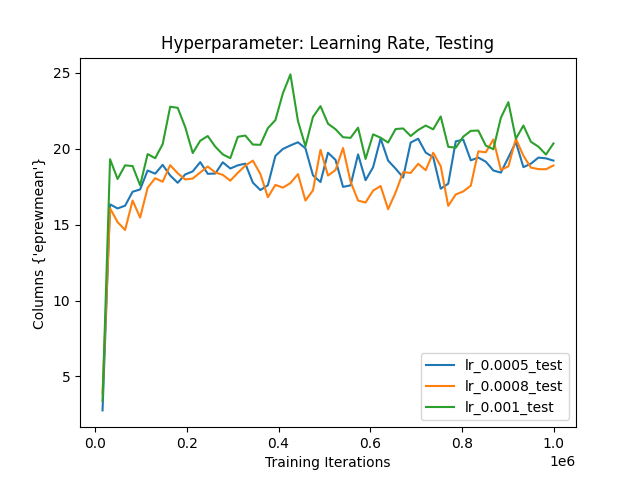 Hyperparameter: Learning Rate, Testing
Columns {'eprewmean'}
25
20
15
10
5
lr_0.0005_test
lr_0.0008_test
lr_0.001_test
0.0 0.2 0.4 0.6 0.8 1.0
1e6
Training Iterations